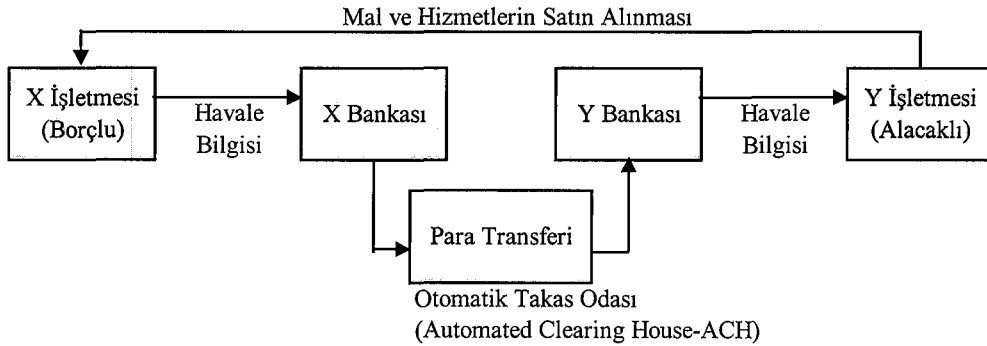 Mal ve Hizmetlerin Satın Alınması
X İşletmesi
(Borçlu)
Havale
Bilgisi
X Bankası
Y Bankası
Havale
Bilgisi
Y İşletmesi
(Alacaklı)
Para Transferi
Otomatik Takas Odası
(Automated Clearing House-ACH)